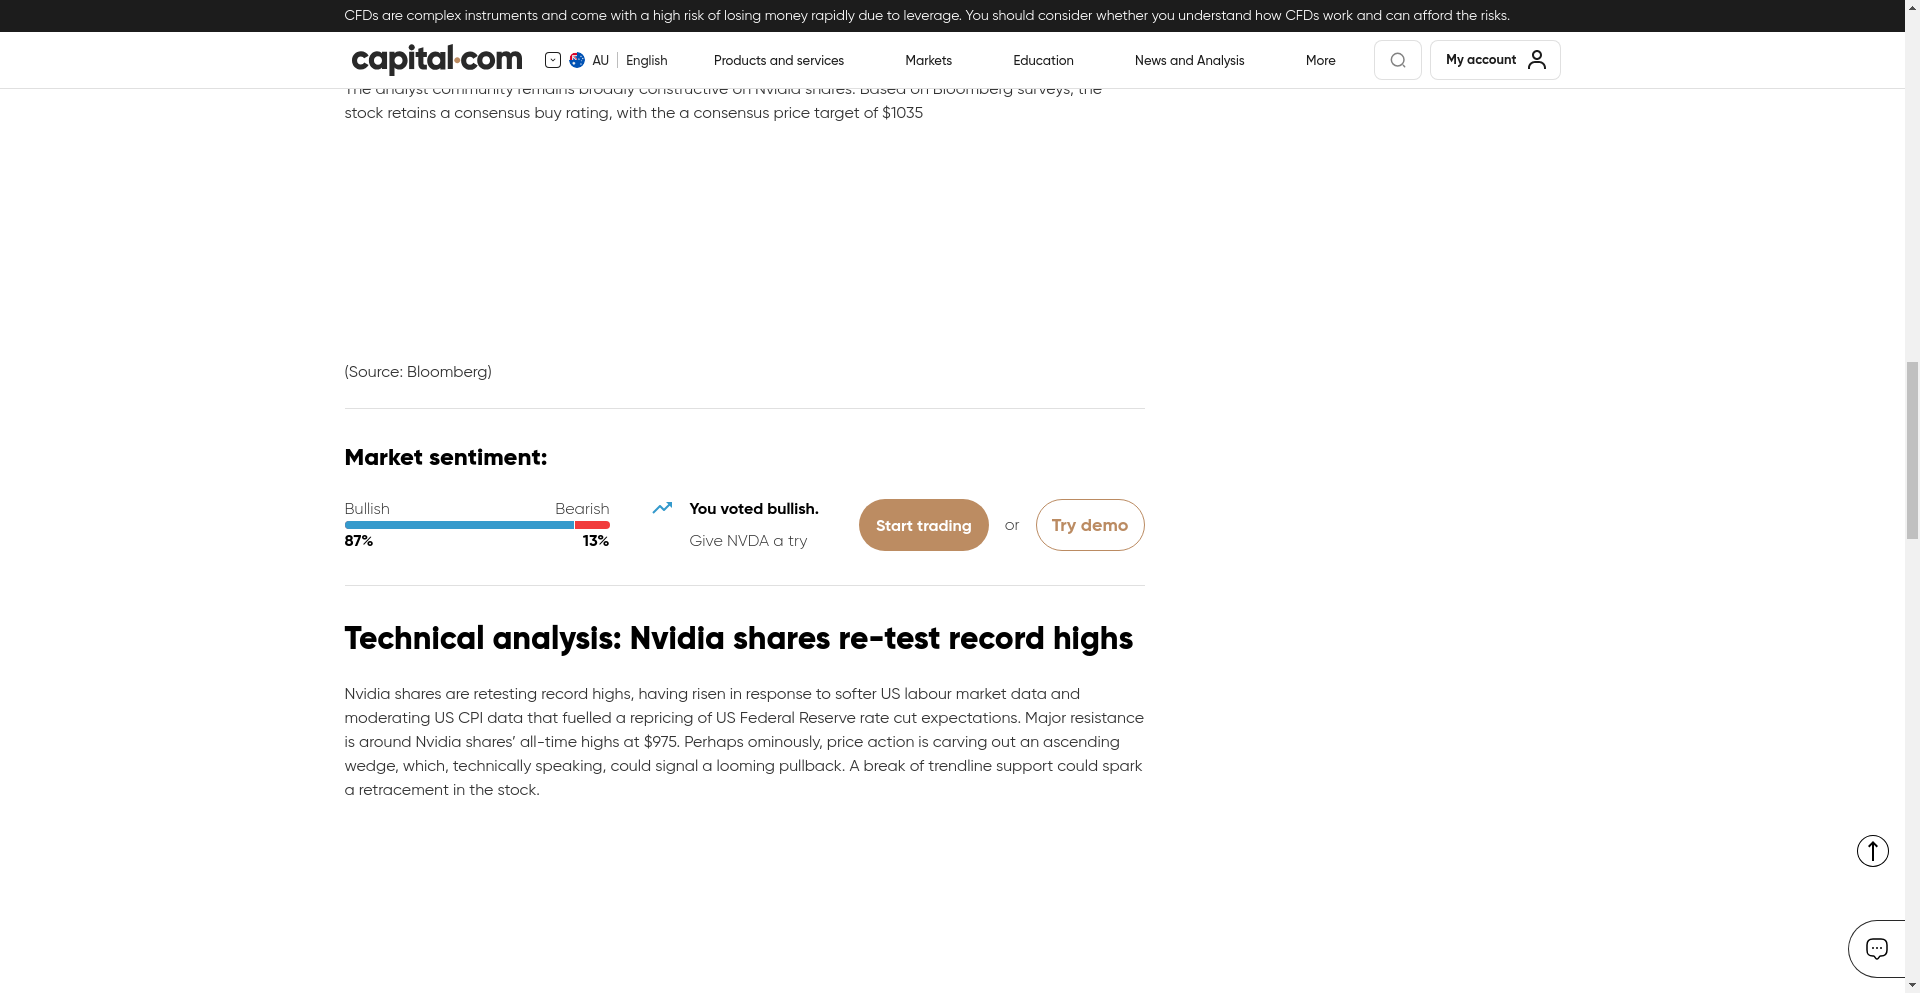 CFDs are complex instruments and come with a high risk of losing money rapidly due to leverage. You should consider whether you understand how CFDs work and can afford the risks.
capital.com
AU
English
Products and services
Markets
Education
News and Analysis
More
My account
The analyst community remains broadly constructive on Nvidia shares. Based on Bloomberg surveys, the
stock retains a consensus buy rating, with the a consensus price target of $1035
(Source: Bloomberg)
Market sentiment:
Bullish
Bearish
87%
13%
You voted bullish.
Give NVDA a try
Start trading
or
Try demo
Technical analysis: Nvidia shares re-test record highs
Nvidia shares are retesting record highs, having risen in response to softer US labour market data and
moderating US CPI data that fuelled a repricing of US Federal Reserve rate cut expectations. Major resistance
is around Nvidia shares’ all-time highs at $975. Perhaps ominously, price action is carving out an ascending
wedge, which, technically speaking, could signal a looming pullback. A break of trendline support could spark
a retracement in the stock.